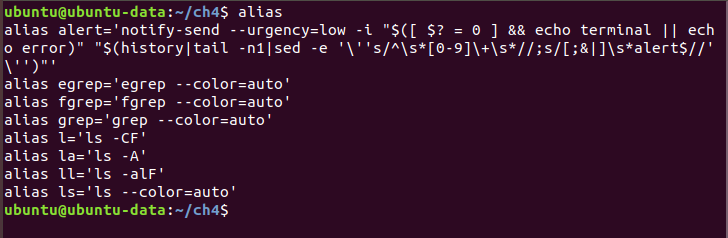 ubuntu@ubuntu-data:~/ch4$ alias
alias alert='notify-send --urgency=low -i "$([ $? = 0 ] && echo terminal || ech
o error)" "$(history|tail -n1|sed -e '\''s/^\s*[0-9]\+\s*//;s/[;&|]\s*alert$//'
\'')"'
alias egrep='egrep --color=auto'
alias fgrep='fgrep --color=auto'
alias grep='grep --color=auto'
alias l='ls -CF'
alias la='ls -A'
alias ll='ls -alF'
alias ls='ls --color=auto'
ubuntu@ubuntu-data:~/ch4$